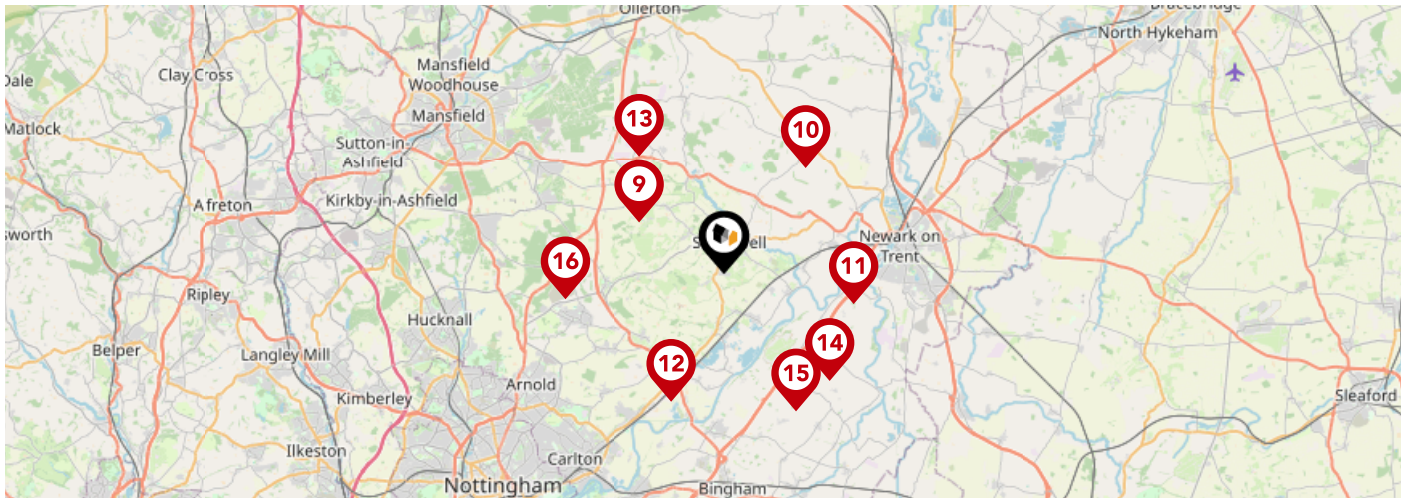 Ollerton
Bracebridge
North Hykeham
Clay Cross
Mansfield
Woodhouse
Dale
Mansfield
13
10
Matlock
Sutton-in-
Ashfield
9
Kirkby-in-Ashfield
Afreton
sworth
Newark on
Trent
16
11
Ripley
Hucknall
14
Belper
Langley Mill
12
15
Arnold
Kimberley
Sleaford
Ilkeston
Carlton
Nottingham
Bingham